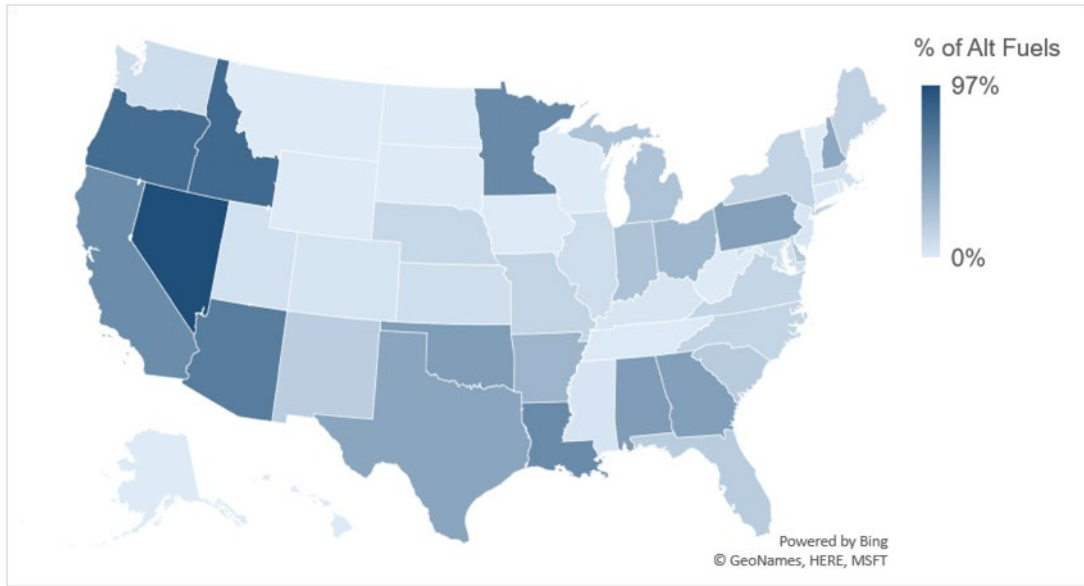 % of Alt Fuels
97%
0%
Powered by Bing
© GeoNames, HERE, MSFT